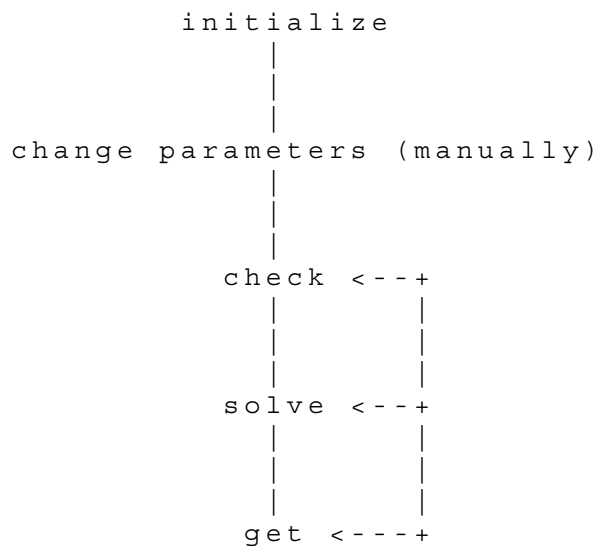 initialize
|
|
|
change parameters (manually)
|
|
|
check <--+
| |
| |
| |
solve <--+
| |
| |
| |
get <---+